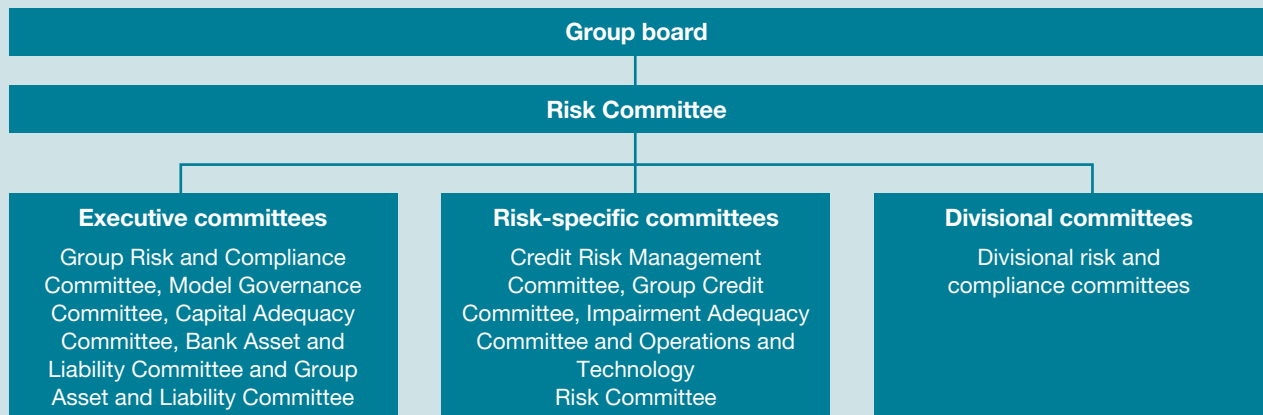 Group board
Risk Committee
Executive committees
Group Risk and Compliance
Committee, Model Governance
Committee, Capital Adequacy
Committee, Bank Asset and
Liability Committee and Group
Asset and Liability Committee
Risk-specific committees
Credit Risk Management
Committee, Group Credit
Committee, Impairment Adequacy
Committee and Operations and
Technology
Risk Committee
Divisional committees
Divisional risk and
compliance committees